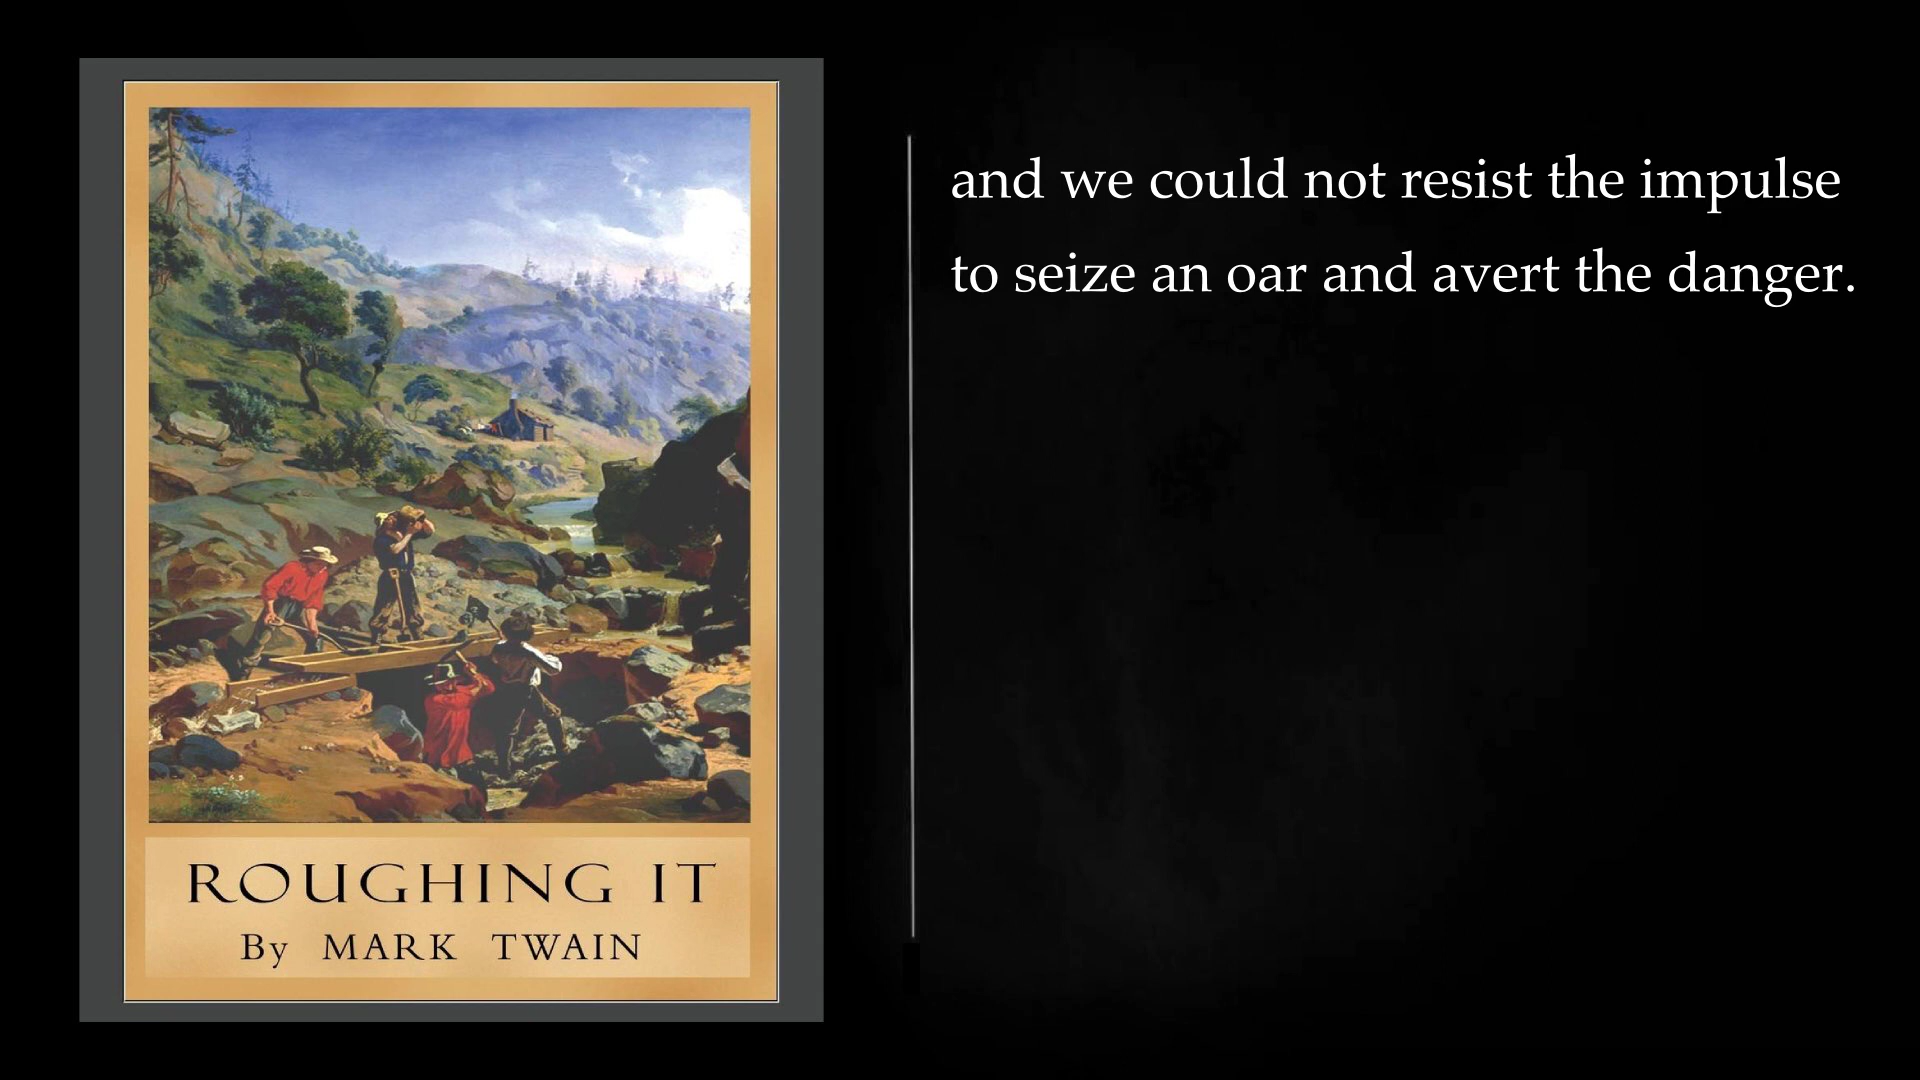 ROUGHING IT
By MARK TWAIN
and we could not resist the impulse
to seize an oar and avert the danger.